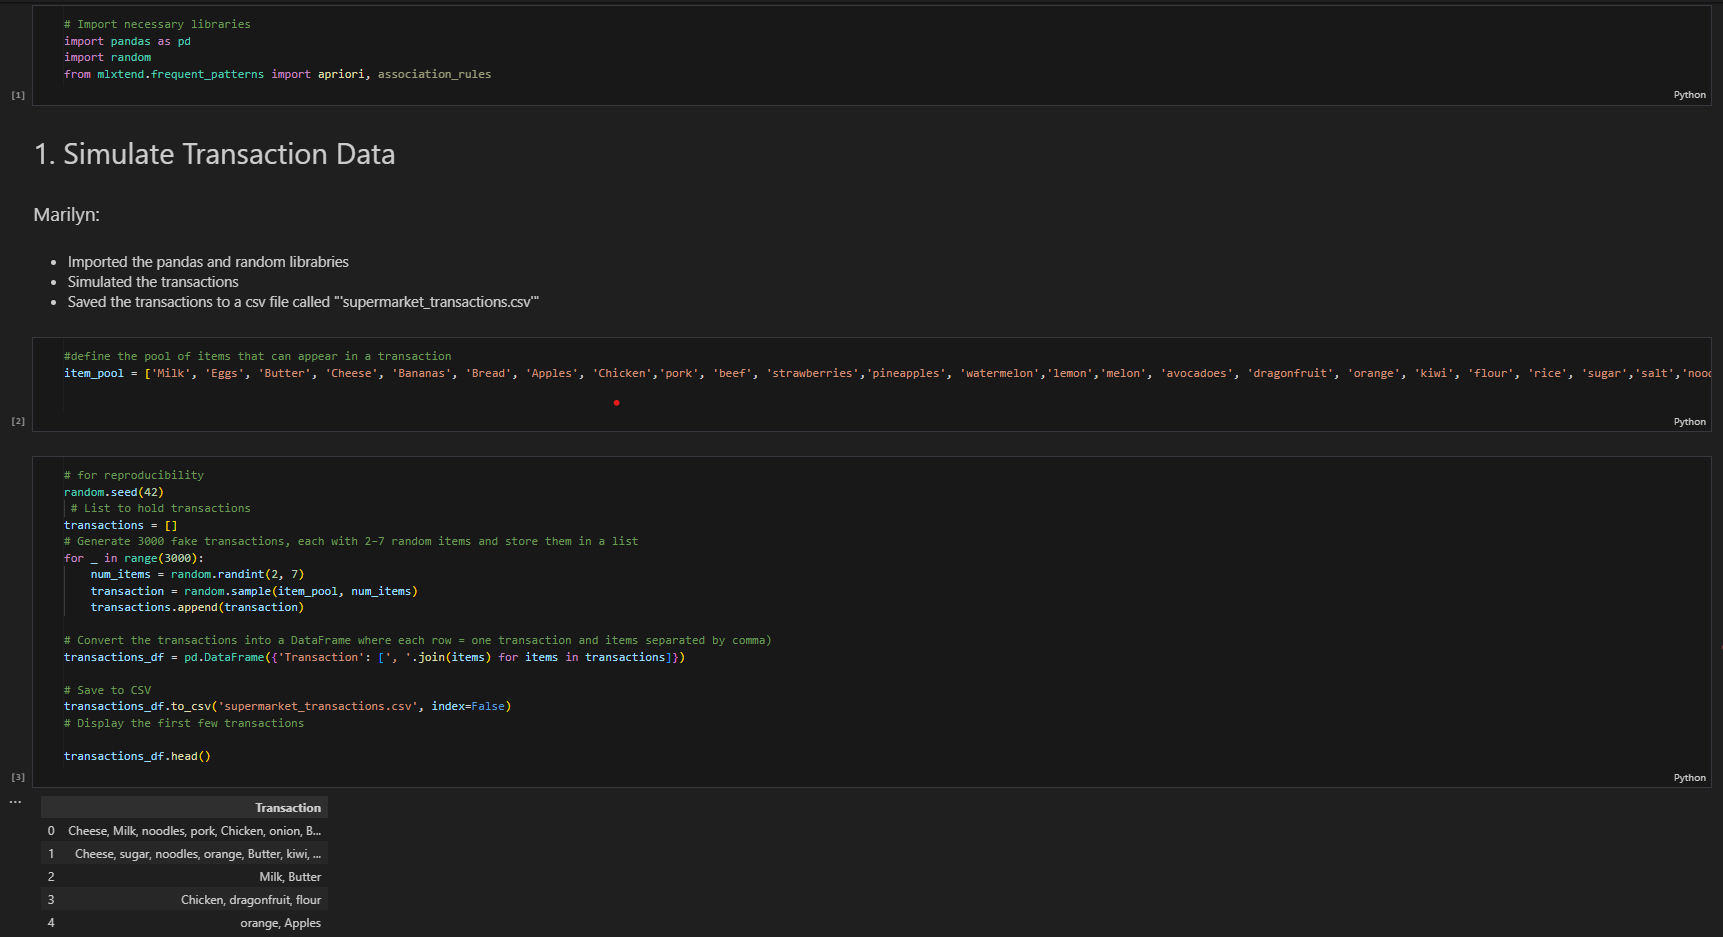 # Import necessary libraries
import pandas as pd
import random
from mlxtend.frequent_patterns import apriori, association_rules
[1]
Python
1. Simulate Transaction Data
Marilyn:
• Imported the pandas and random librabries
• Simulated the transactions
• Saved the transactions to a csv file called "'supermarket_transactions.csv'"
#define the pool of items that can appear in a transaction
item_pool = ['Milk', 'Eggs', 'Butter', 'Cheese', 'Bananas', 'Bread', 'Apples', 'Chicken','pork', 'beef', 'strawberries','pineapples', 'watermelon','lemon','melon', 'avocadoes', 'dragonfruit', 'orange', 'kiwi', 'flour', 'rice', 'sugar','salt','nood
[2]
Python
# for reproducibility
random.seed(42)
# List to hold transactions
transactions = []
# Generate 3000 fake transactions, each with 2-7 random items and store them in a list
for _ in range(3000):
    num_items = random.randint(2, 7)
    transaction = random.sample(item_pool, num_items)
    transactions.append(transaction)
# Convert the transactions into a DataFrame where each row = one transaction and items separated by comma)
transactions_df = pd.DataFrame({'Transaction': [', '.join(items) for items in transactions]})
# Save to CSV
transactions_df.to_csv('supermarket_transactions.csv', index=False)
# Display the first few transactions
transactions_df.head()
[3]
Python
...
Transaction
0 Cheese, Milk, noodles, pork, Chicken, onion, B...
1 Cheese, sugar, noodles, orange, Butter, kiwi, ...
2 Milk, Butter
3 Chicken, dragonfruit, flour
4 orange, Apples